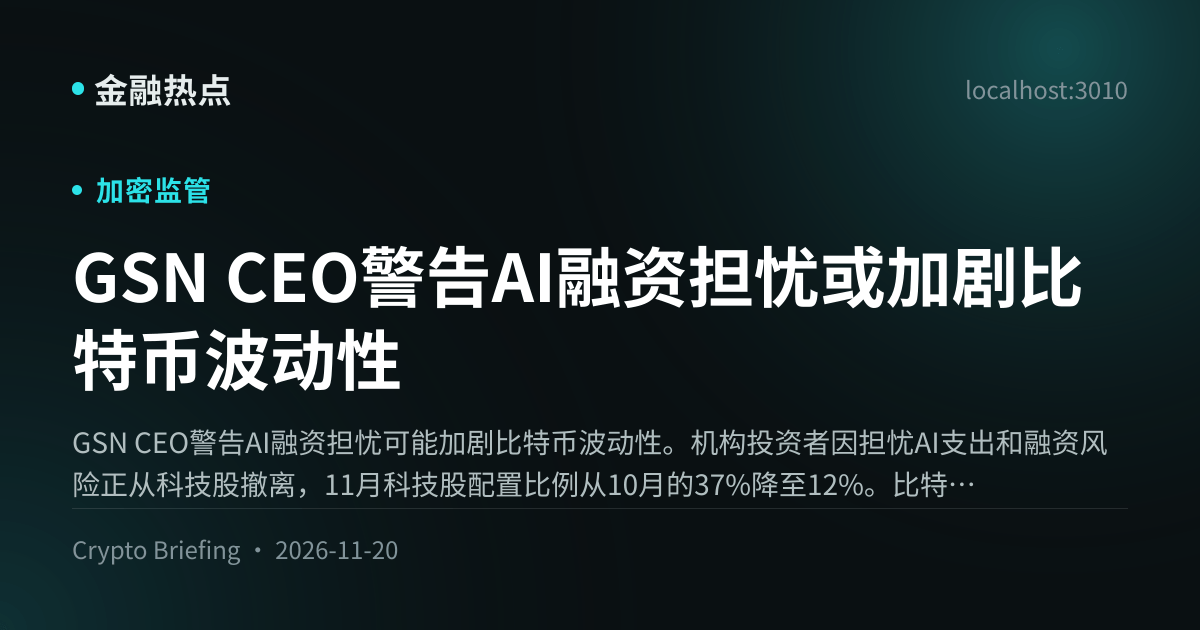 金融热点
localhost:3010
加密监管
GSN CEO警告AI融资担忧或加剧比
特币波动性
GSN CEO警告AI融资担忧可能加剧比特币波动性。机构投资者因担忧AI支出和融资风
险正从科技股撤离，11月科技股配置比例从10月的37%降至12%。比特…
Crypto Briefing · 2026-11-20